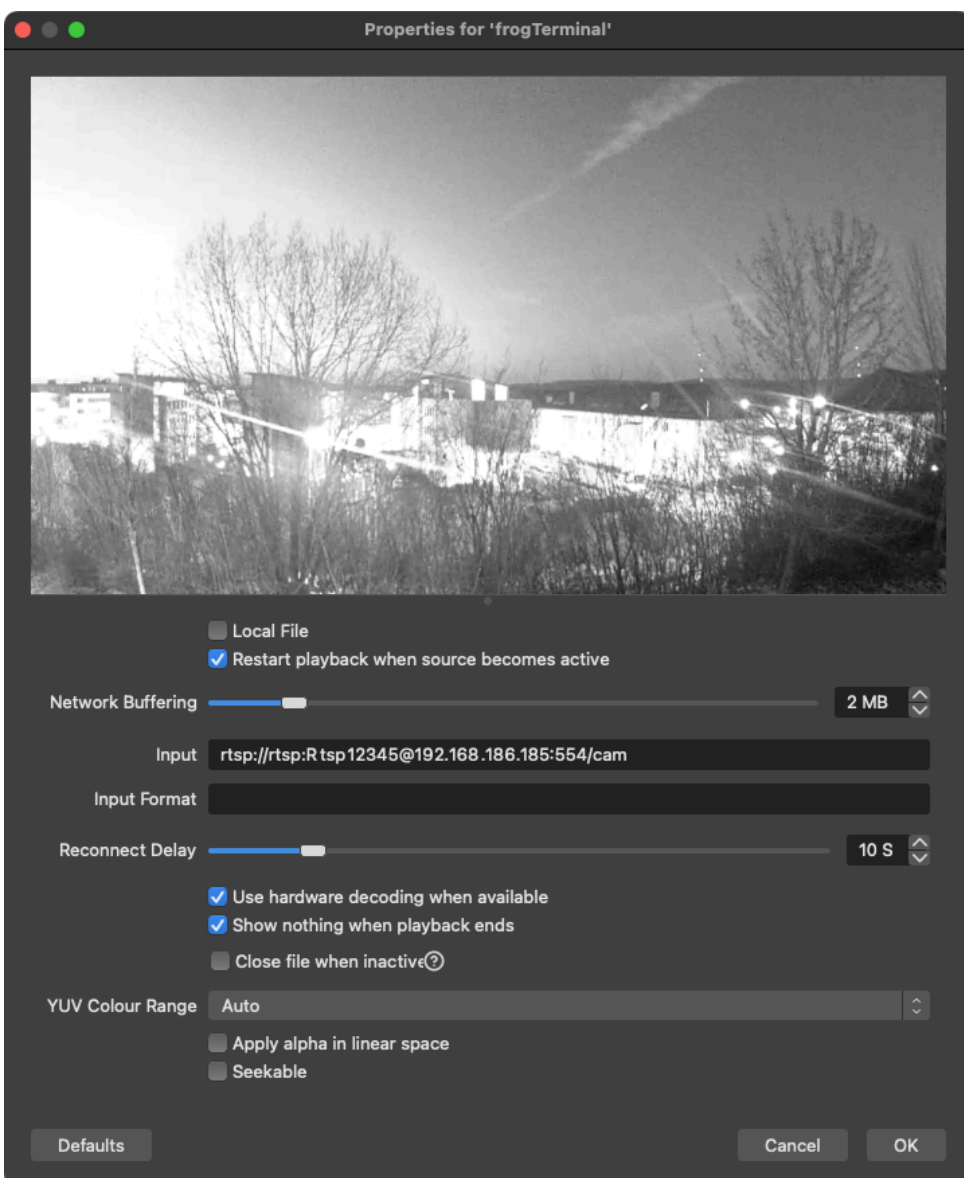 Properties for 'frogTerminal'
Local File
Restart playback when source becomes active
Network Buffering 2 MB
Input rtsp://rtsp:Rtsp12345@192.168.186.185:554/cam
Input Format
Reconnect Delay 10 S
Use hardware decoding when available
Show nothing when playback ends
Close file when inactive ?
YUV Colour Range Auto
Apply alpha in linear space
Seekable
Defaults Cancel OK